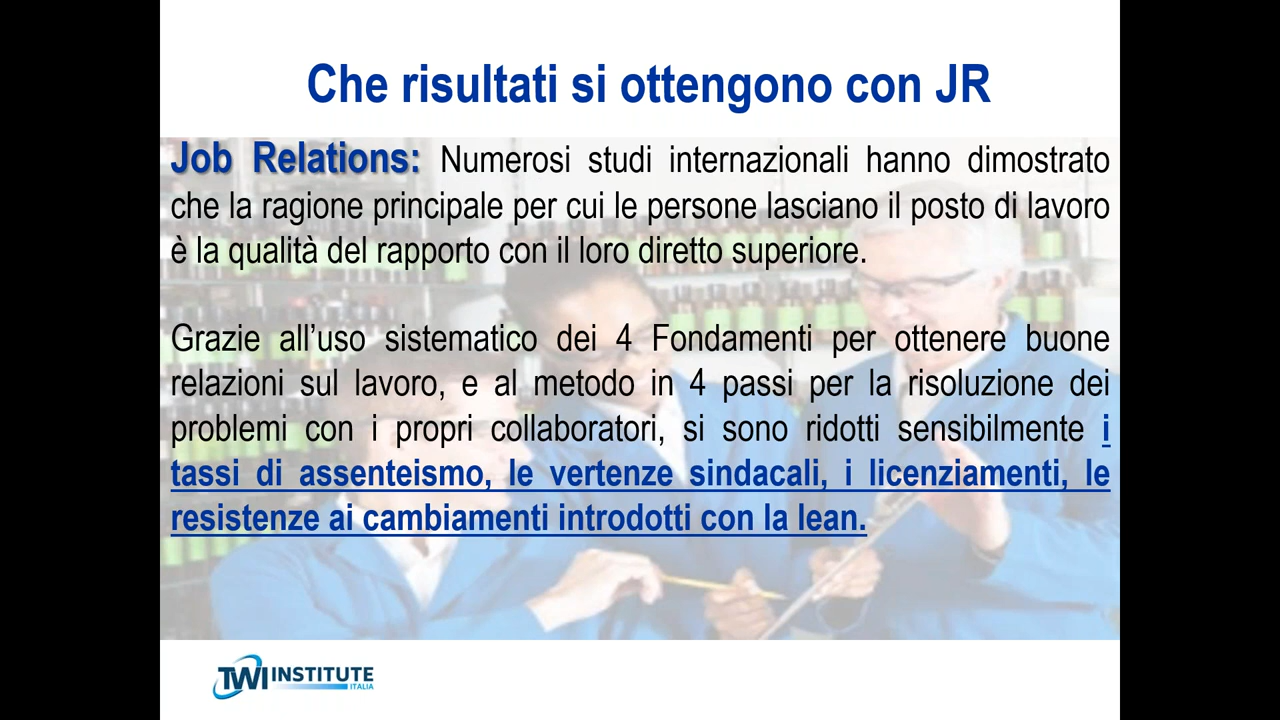 Che risultati si ottengono con JR
Job Relations: Numerosi studi internazionali hanno dimostrato
che la ragione principale per cui le persone lasciano il posto di lavoro
è la qualità del rapporto con il loro diretto superiore.
Grazie all’uso sistematico dei 4 Fondamenti per ottenere buone
relazioni sul lavoro, e al metodo in 4 passi per la risoluzione dei
problemi con i propri collaboratori, si sono ridotti sensibilmente i
tassi di assenteismo, le vertenze sindacali, i licenziamenti, le
resistenze ai cambiamenti introdotti con la lean.
TWI INSTITUTE
ITALIA